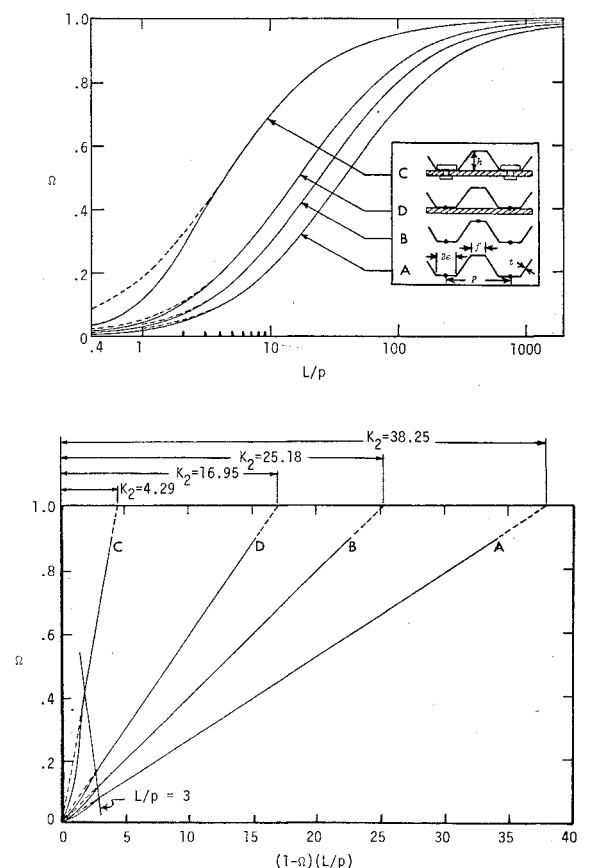 1.0
.8
.6
.4
.2
0
Ω
.4
1
10
100
1000
L/p
C
D
B
A
h
2e
f
p
t
K2=38.25
K2=25.18
K2=16.95
K2=4.29
1.0
.8
.6
.4
.2
0
Ω
C
D
B
A
L/p = 3
0
5
10
15
20
25
30
35
40
(1-Ω)(L/p)